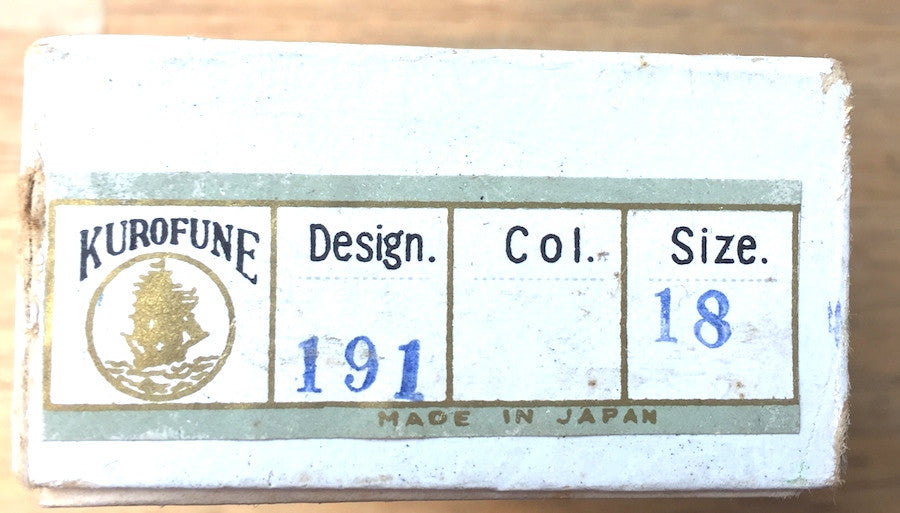 KUROFUNE
Design.
191
Col.
Size.
18
MADE IN JAPAN